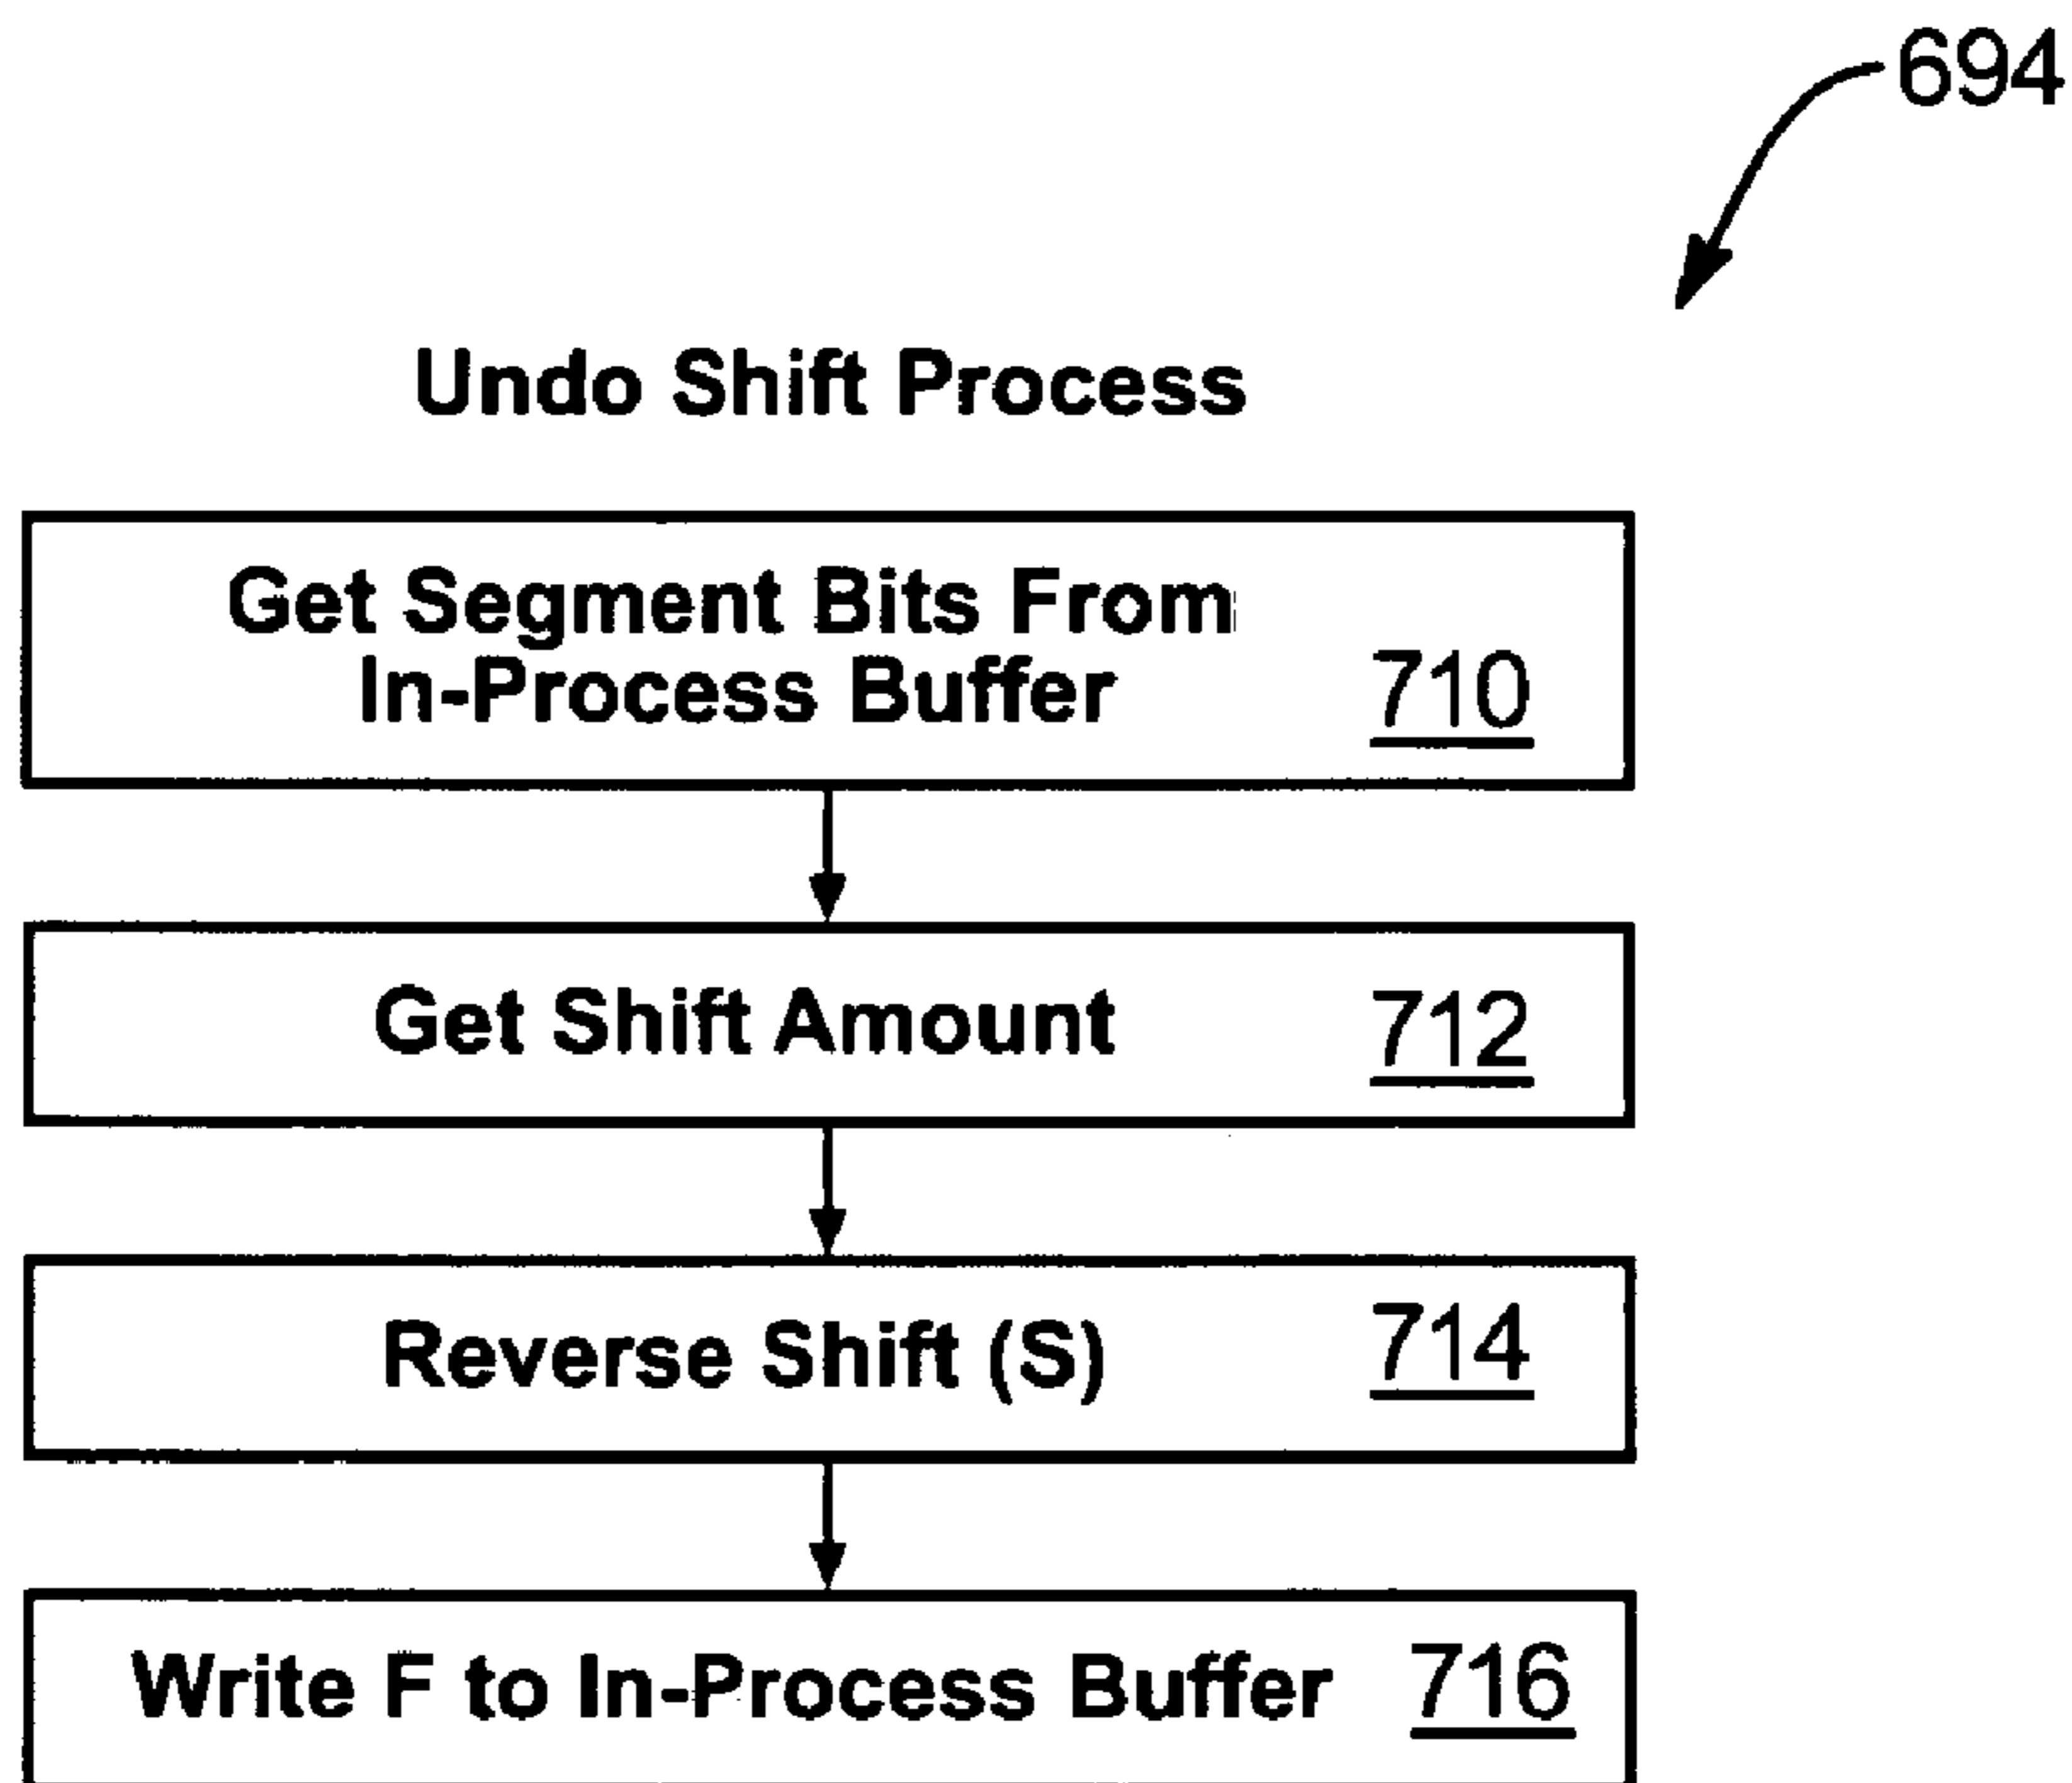 694
Undo Shift Process
Get Segment Bits From
In-Process Buffer
710
Get Shift Amount
712
Reverse Shift (S)
714
Write F to In-Process Buffer
716